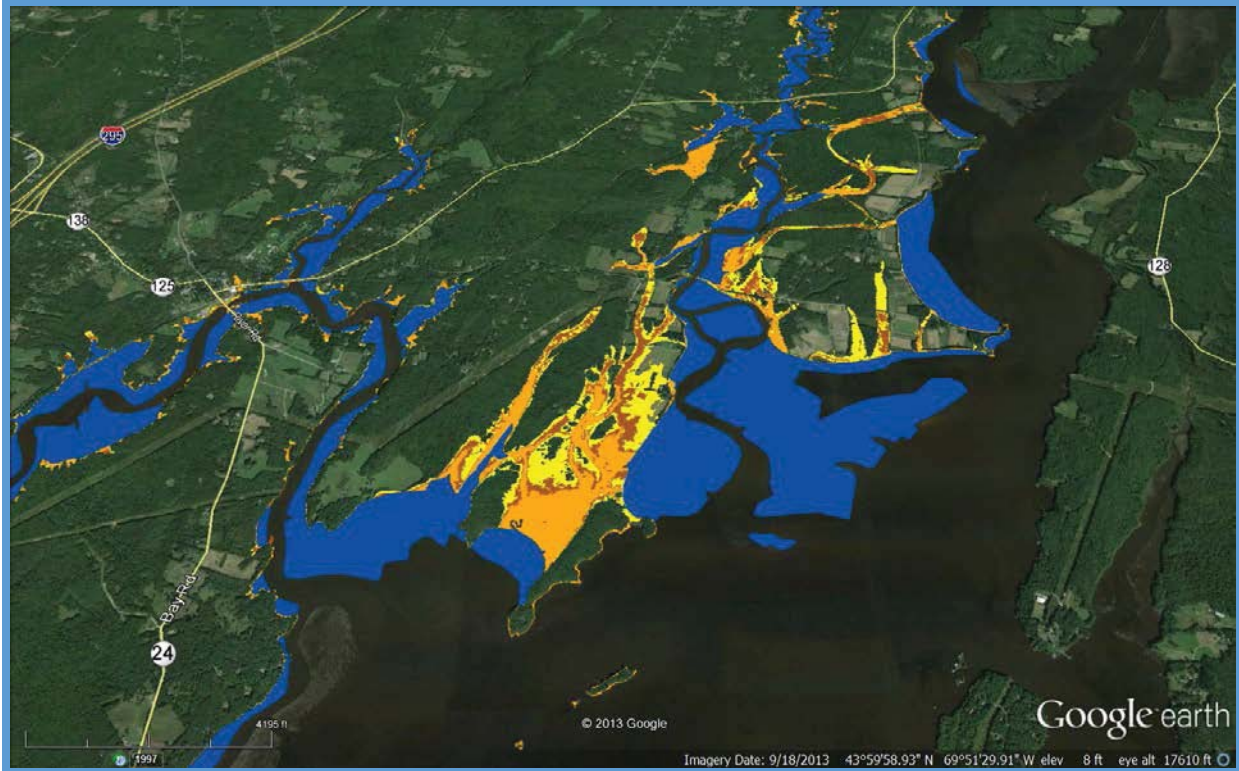 295
138
125
128
Bay Rd
24
4195 ft
© 2013 Google
Google earth
1997
Imagery Date: 9/18/2013 43°59'58.93" N 69°51'29.91" W elev 8 ft eye alt 17610 ft